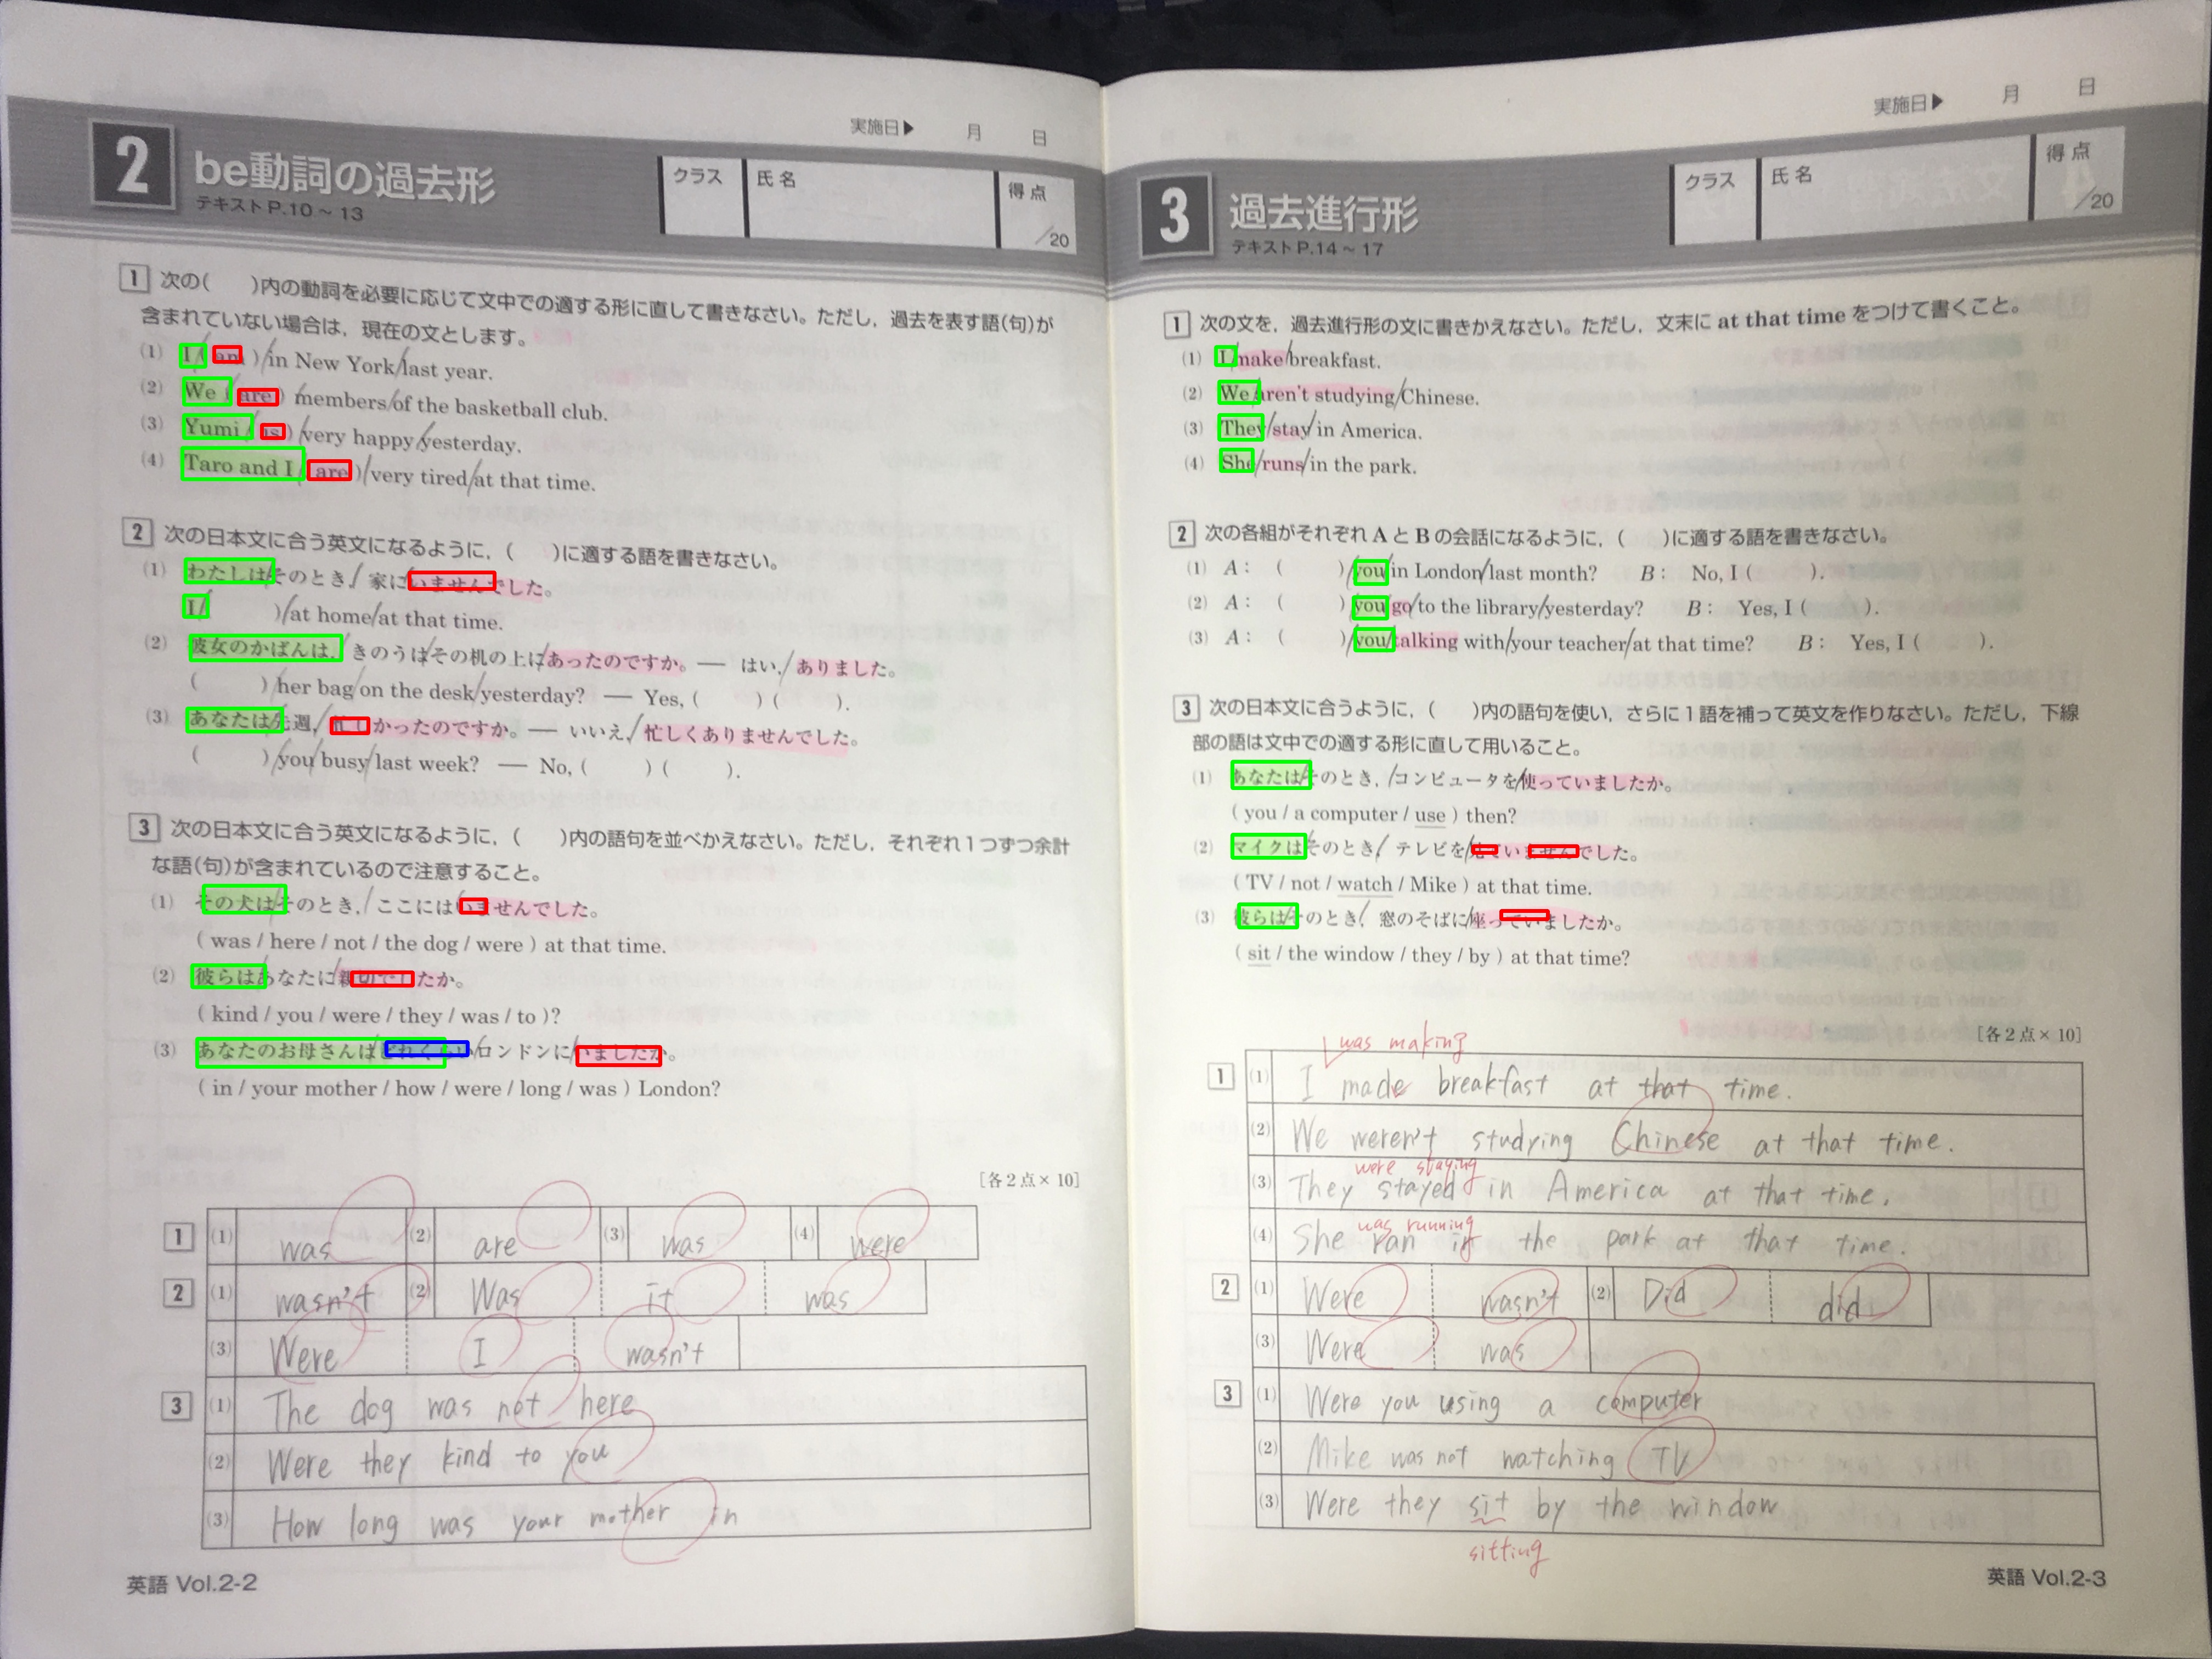 実施日▶ 月 日
2 be動詞の過去形
テキストP.10～13
クラス 氏名 得点 /20
1 次の( )内の動詞を必要に応じて文中での適する形に直して書きなさい。ただし，過去を表す語(句)が
含まれていない場合は，現在の文とします。
(1) I/( am )/in New York/last year.
(2) We ( are ) /members/of the basketball club.
(3) Yumi/( is )/very happy/yesterday.
(4) Taro and I ( are )/very tired/at that time.
2 次の日本文に合う英文になるように，( )に適する語を書きなさい。
(1) わたしは/そのとき，/家に/いませんでした。
I/( )/at home/at that time.
(2) 彼女のかばんは，/きのうは/その机の上に/あったのですか。― はい，/ありました。
( )/her bag/on the desk/yesterday? ― Yes, ( ) ( ).
(3) あなたは/先週，/忙しかったのですか。― いいえ，/忙しくありませんでした。
( )/you/busy/last week? ― No, ( ) ( ).
3 次の日本文に合う英文になるように，( )内の語句を並べかえなさい。ただし，それぞれ1つずつ余計
な語(句)が含まれているので注意すること。
(1) その犬は/そのとき，/ここには/いませんでした。
( was / here / not / the dog / were ) at that time.
(2) 彼らは/あなたに/親切でしたか。
( kind / you / were / they / was / to )?
(3) あなたのお母さんは/どれくらい/ロンドンに/いましたか。
( in / your mother / how / were / long / was ) London?
[各2点×10]
1 (1) was (2) are (3) was (4) were
2 (1) wasn't (2) Was it was
(3) Were I wasn't
3 (1) The dog was not here
(2) Were they kind to you
(3) How long was your mother in
英語 Vol.2-2
実施日▶ 月 日
3 過去進行形
テキストP.14～17
クラス 氏名 得点 /20
1 次の文を，過去進行形の文に書きかえなさい。ただし，文末に at that time をつけて書くこと。
(1) I/make/breakfast.
(2) We/aren't studying/Chinese.
(3) They/stay/in America.
(4) She/runs/in the park.
2 次の各組がそれぞれ A と B の会話になるように，( )に適する語を書きなさい。
(1) A： ( )/you/in London/last month? B： No, I ( ).
(2) A： ( )/you/go/to the library/yesterday? B： Yes, I ( ).
(3) A： ( )/you/talking with/your teacher/at that time? B： Yes, I ( ).
3 次の日本文に合うように，( )内の語句を使い，さらに1語を補って英文を作りなさい。ただし，下線
部の語は文中での適する形に直して用いること。
(1) あなたは/そのとき，/コンピュータを/使っていましたか。
( you / a computer / use ) then?
(2) マイクは/そのとき/テレビを/見ていませんでした。
( TV / not / watch / Mike ) at that time.
(3) 彼らは/そのとき/窓のそばに/座っていましたか。
( sit / the window / they / by ) at that time?
[各2点×10]
was making
1 (1) I made breakfast at that time.
(2) We weren't studying Chinese at that time.
were staying
(3) They stayed in America at that time.
was running
(4) She ran in the park at that time.
2 (1) Were wasn't (2) Did did
(3) Were was
3 (1) Were you using a computer
(2) Mike was not watching TV
(3) Were they sit by the window
sitting
英語 Vol.2-3